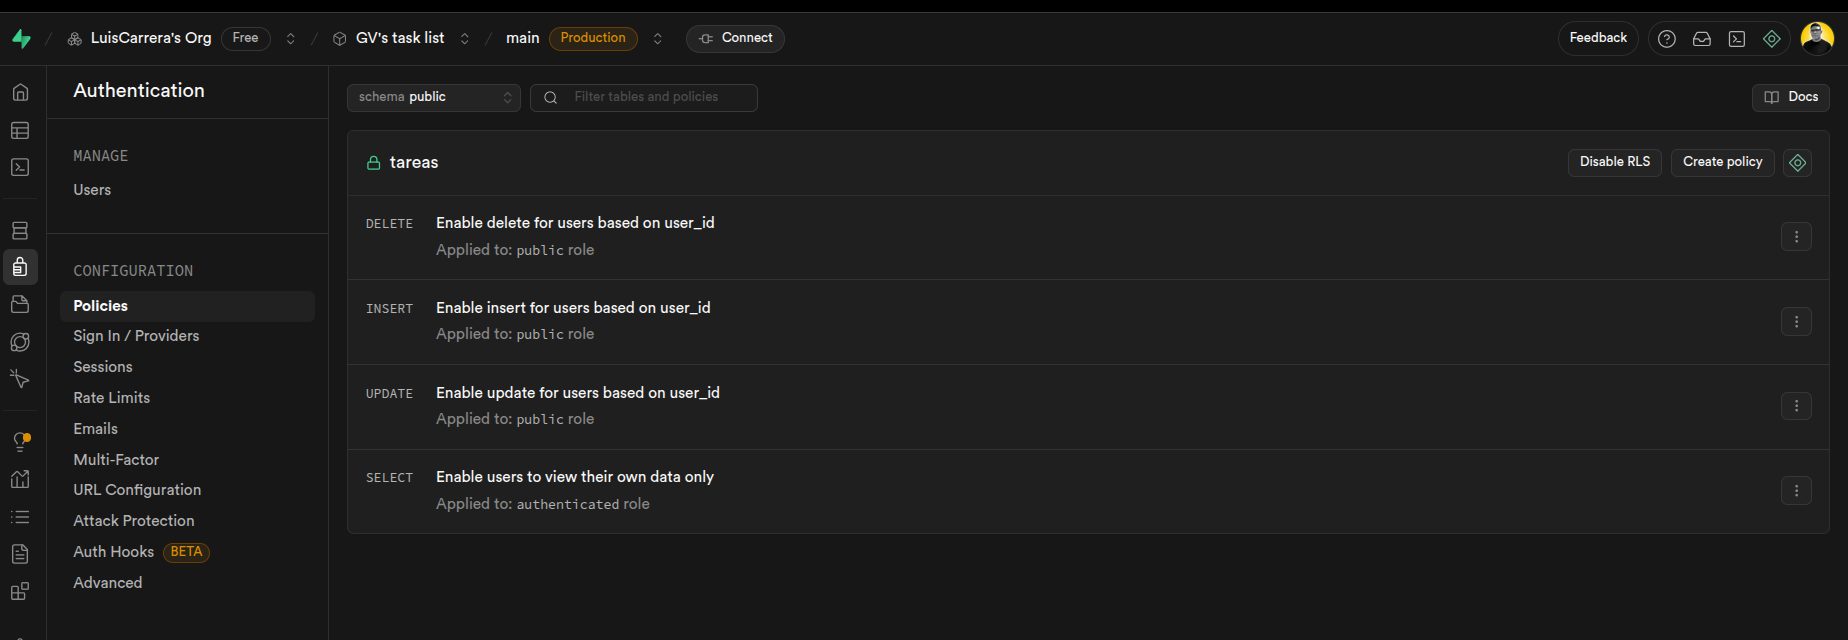 LuisCarrera's Org Free GV's task list main Production Connect Feedback
Authentication
schema public Filter tables and policies Docs
MANAGE
Users
CONFIGURATION
Policies
Sign In / Providers
Sessions
Rate Limits
Emails
Multi-Factor
URL Configuration
Attack Protection
Auth Hooks BETA
Advanced
tareas Disable RLS Create policy
DELETE Enable delete for users based on user_id
Applied to: public role
INSERT Enable insert for users based on user_id
Applied to: public role
UPDATE Enable update for users based on user_id
Applied to: public role
SELECT Enable users to view their own data only
Applied to: authenticated role